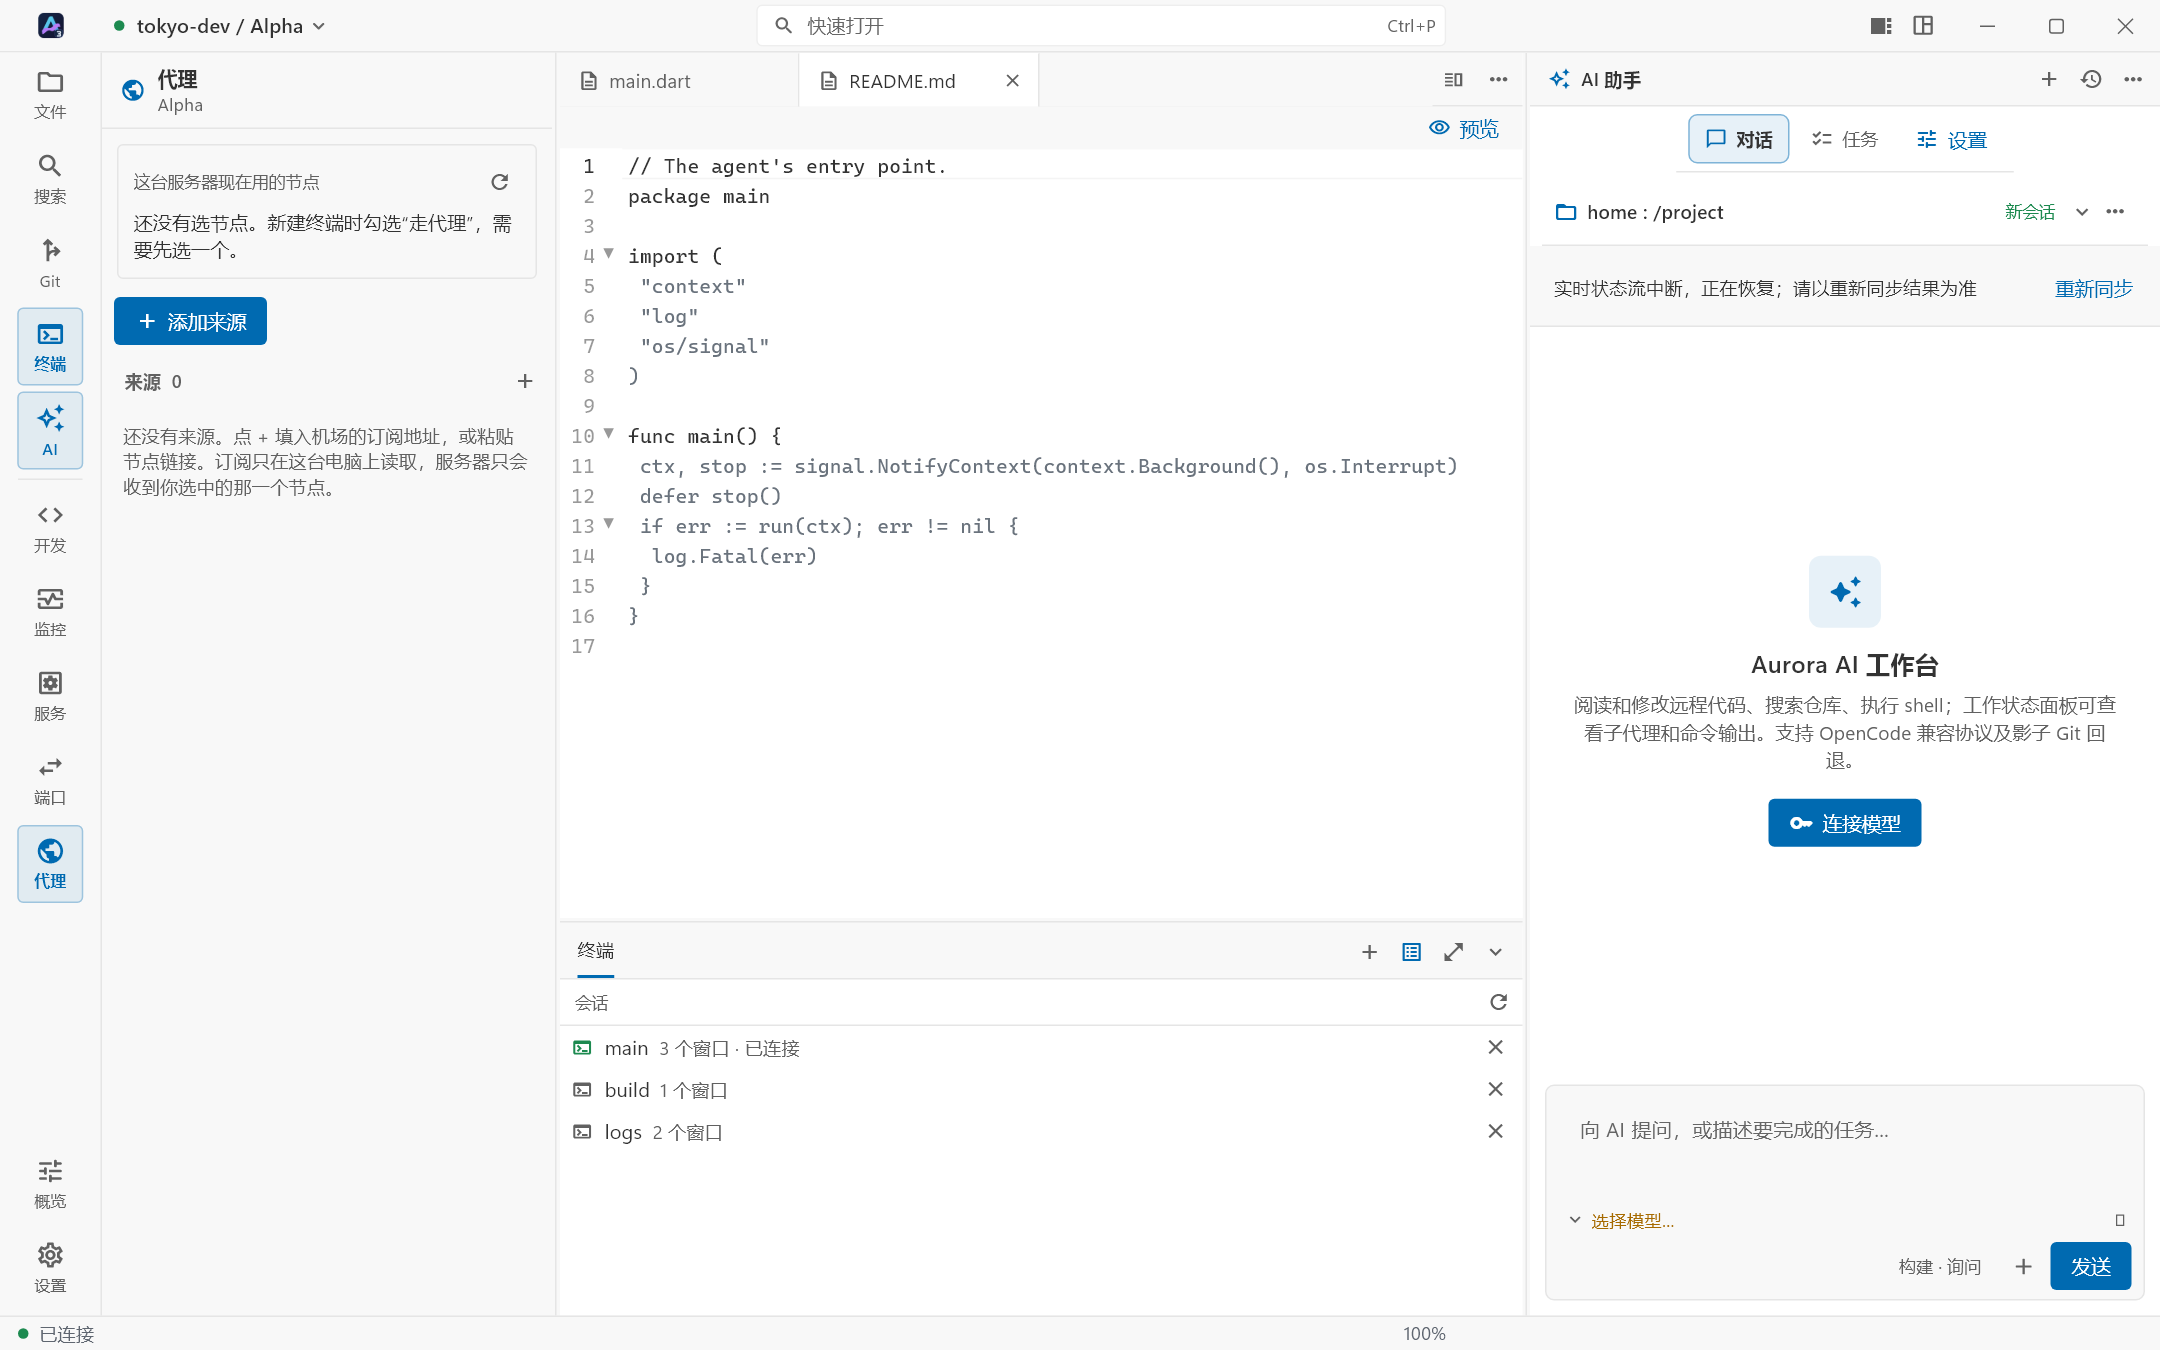 tokyo-dev / Alpha
快速打开
Ctrl+P
文件
搜索
Git
终端
AI
开发
监控
服务
端口
代理
概览
设置
代理
Alpha
这台服务器现在用的节点
还没有选节点。新建终端时勾选“走代理”，需
要先选一个。
添加来源
来源 0
还没有来源。点 + 填入机场的订阅地址，或粘贴
节点链接。订阅只在这台电脑上读取，服务器只会
收到你选中的那一个节点。
main.dart
README.md
预览
1 // The agent's entry point.
2 package main
3
4 import (
5 "context"
6 "log"
7 "os/signal"
8 )
9
10 func main() {
11 ctx, stop := signal.NotifyContext(context.Background(), os.Interrupt)
12 defer stop()
13 if err := run(ctx); err != nil {
14 log.Fatal(err)
15 }
16 }
17
终端
会话
main 3 个窗口 · 已连接
build 1 个窗口
logs 2 个窗口
AI 助手
对话
任务
设置
home : /project
新会话
实时状态流中断，正在恢复；请以重新同步结果为准
重新同步
Aurora AI 工作台
阅读和修改远程代码、搜索仓库、执行 shell；工作状态面板可查
看子代理和命令输出。支持 OpenCode 兼容协议及影子 Git 回
退。
连接模型
向 AI 提问，或描述要完成的任务...
选择模型...
构建 · 询问
发送
已连接
100%